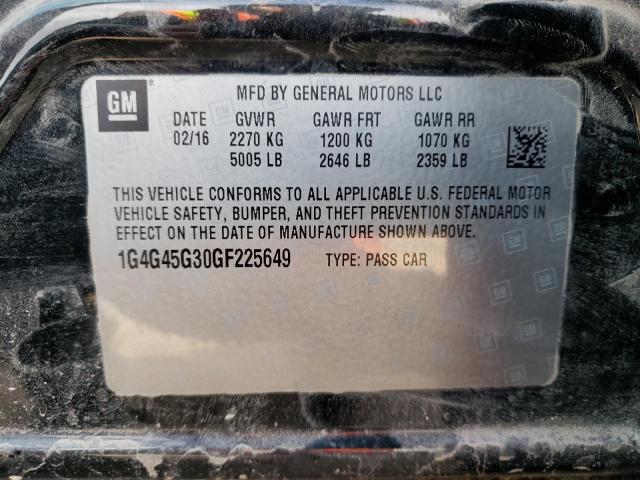 GM
MFD BY GENERAL MOTORS LLC
DATE GVWR GAWR FRT GAWR RR
02/16 2270 KG 1200 KG 1070 KG
5005 LB 2646 LB 2359 LB
THIS VEHICLE CONFORMS TO ALL APPLICABLE U.S. FEDERAL MOTOR
VEHICLE SAFETY, BUMPER, AND THEFT PREVENTION STANDARDS IN
EFFECT ON THE DATE OF MANUFACTURE SHOWN ABOVE.
1G4G45G30GF225649 TYPE: PASS CAR